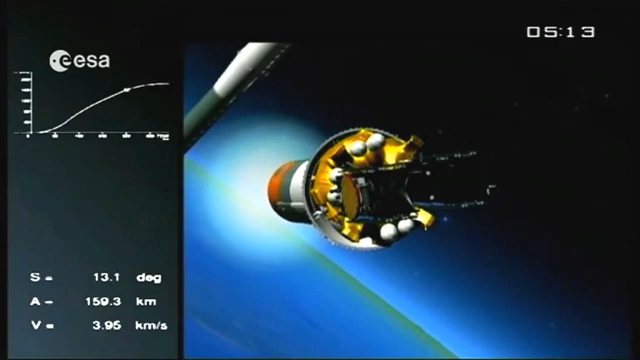 05:13
esa
S = 13.1 deg
A = 159.3 km
V = 3.95 km/s